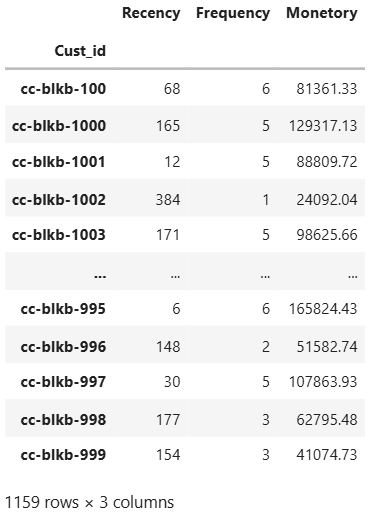 Recency Frequency Monetory
Cust_id
cc-blkb-100 68 6 81361.33
cc-blkb-1000 165 5 129317.13
cc-blkb-1001 12 5 88809.72
cc-blkb-1002 384 1 24092.04
cc-blkb-1003 171 5 98625.66
... ... ... ...
cc-blkb-995 6 6 165824.43
cc-blkb-996 148 2 51582.74
cc-blkb-997 30 5 107863.93
cc-blkb-998 177 3 62795.48
cc-blkb-999 154 3 41074.73
1159 rows × 3 columns